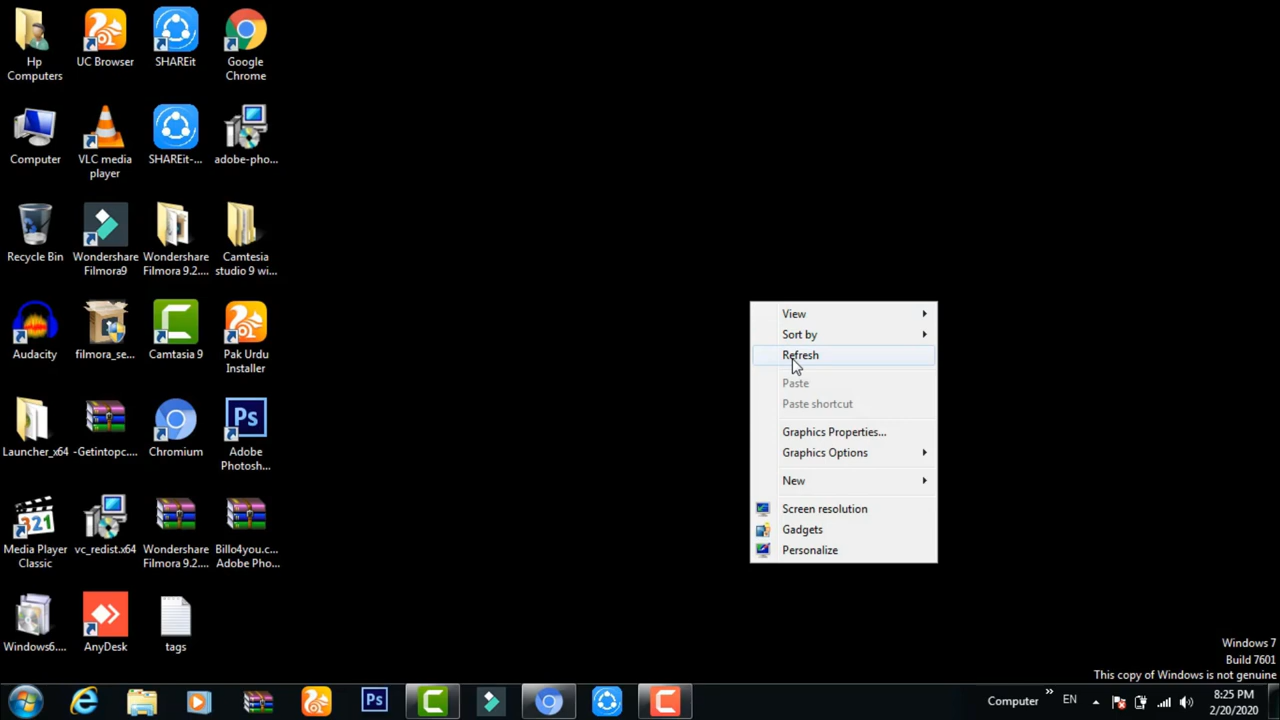 Hp
Computers
UC Browser
SHAREit
Google
Chrome
Computer
VLC media
player
SHAREit-...
adobe-pho...
Recycle Bin
Wondershare
Filmora9
Wondershare
Filmora 9.2....
Camtesia
studio 9 wi...
Audacity
filmora_se...
Camtasia 9
Pak Urdu
Installer
Launcher_x64
-Getintopc....
Chromium
Ps
Adobe
Photosh...
321
Media Player
Classic
vc_redist.x64
Wondershare
Filmora 9.2....
Billo4you.c...
Adobe Pho...
Windows6....
AnyDesk
tags
View
Sort by
Refresh
Paste
Paste shortcut
Graphics Properties...
Graphics Options
New
Screen resolution
Gadgets
Personalize
Windows 7
Build 7601
This copy of Windows is not genuine
Ps
Computer
EN
8:25 PM
2/20/2020